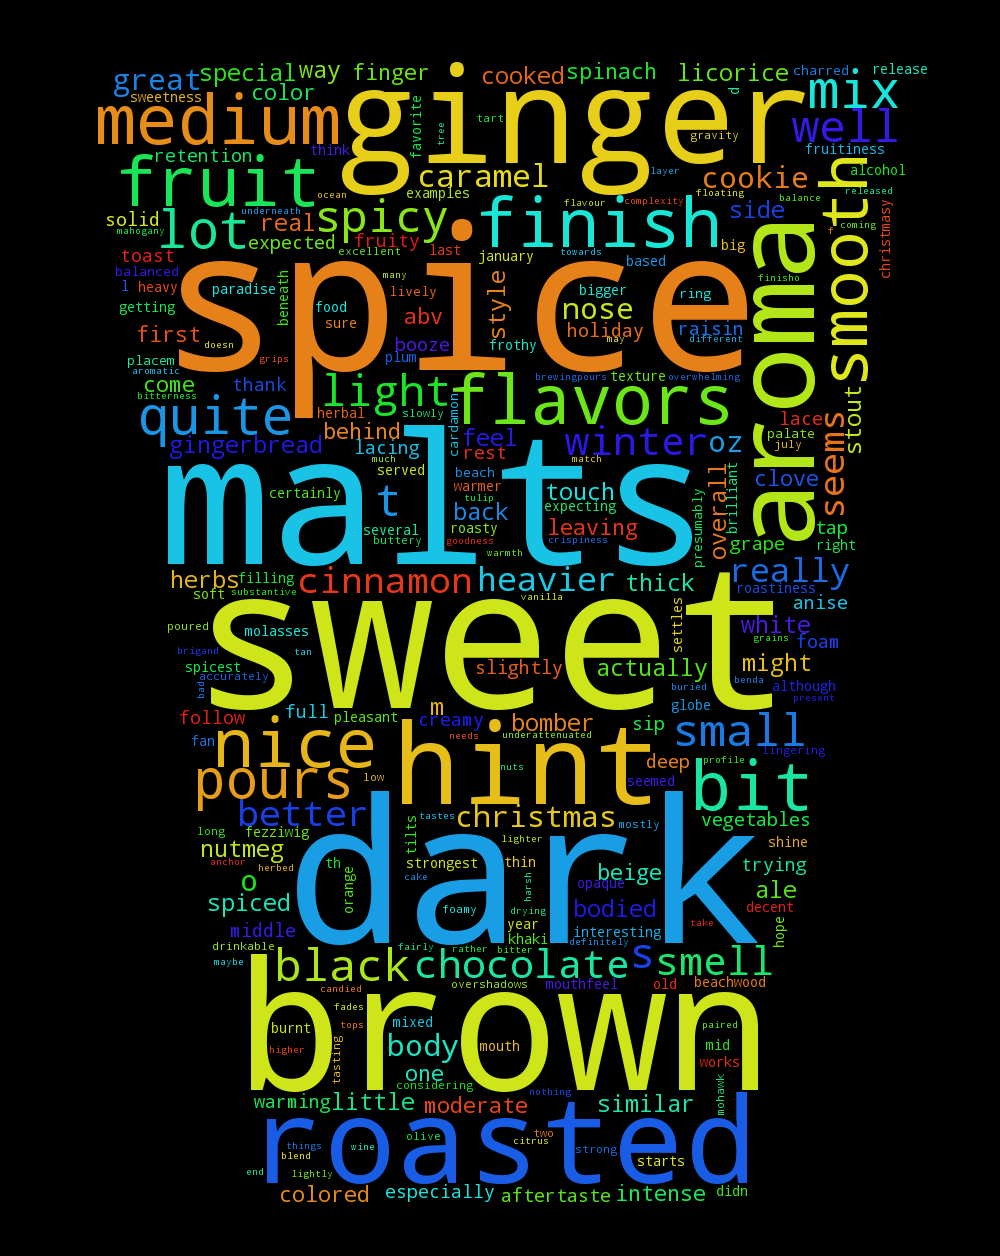 great special way finger cooked spinach licorice charred release
sweetness color favorite tree tart d mix
medium ginger gravity well
retention think caramel layer cookie fruitiness alcohol
fruit ocean examples flavour complexity floating balance released
solid lot underneath real spicy finish side smooth christmasy
mahogany expected fruity excellent last january towards based big aroma f coming
toast spice many style bigger ring finisho
balanced l heavy paradise beneath food lively nose
getting sure abv holiday raisin
first doesn grips booze frothy may different
placem aromatic plum
come thank light flavors brewingpours texture overwhelming stout
bitterness quite herbal slowly cardamon lace
gingerbread behind lacing feel winter oz palate july seems
malts much rest match overall brilliant
served beach warmer clove
certainly t tulip back touch expecting presumably
several roasty leaving tap
buttery goodness crispiness grape right
warmth
herbs filling cinnamon heavier thick really
soft substantive vanilla roastiness anise
poured molasses sweet settles white grains
brigand tan slightly actually might
spicest accurately bad buried benda although present
follow full pleasant m creamy bomber sip globe foam
fan nice needs underattenuated small lingering
pours low hint nuts deep profile
seemed bit
better tastes christmas mostly vegetables
long fezziwig tilts lighter shine
nutmeg anchor herbed th dark strongest thin beige trying
o orange cake harsh opaque ale
spiced foamy drying year bodied take decent
middle khaki interesting hope
drinkable maybe fairly rather bitter definitely
black chocolate s smell
candied overshadows mouthfeel old beachwood
brown fades
burnt tops mixed paired
higher tasting body mouth mid
one works
considering nothing mohawk
warming little moderate similar
roasted olive two
things wine citrus strong
blend starts
end lightly
colored especially aftertaste intense didn